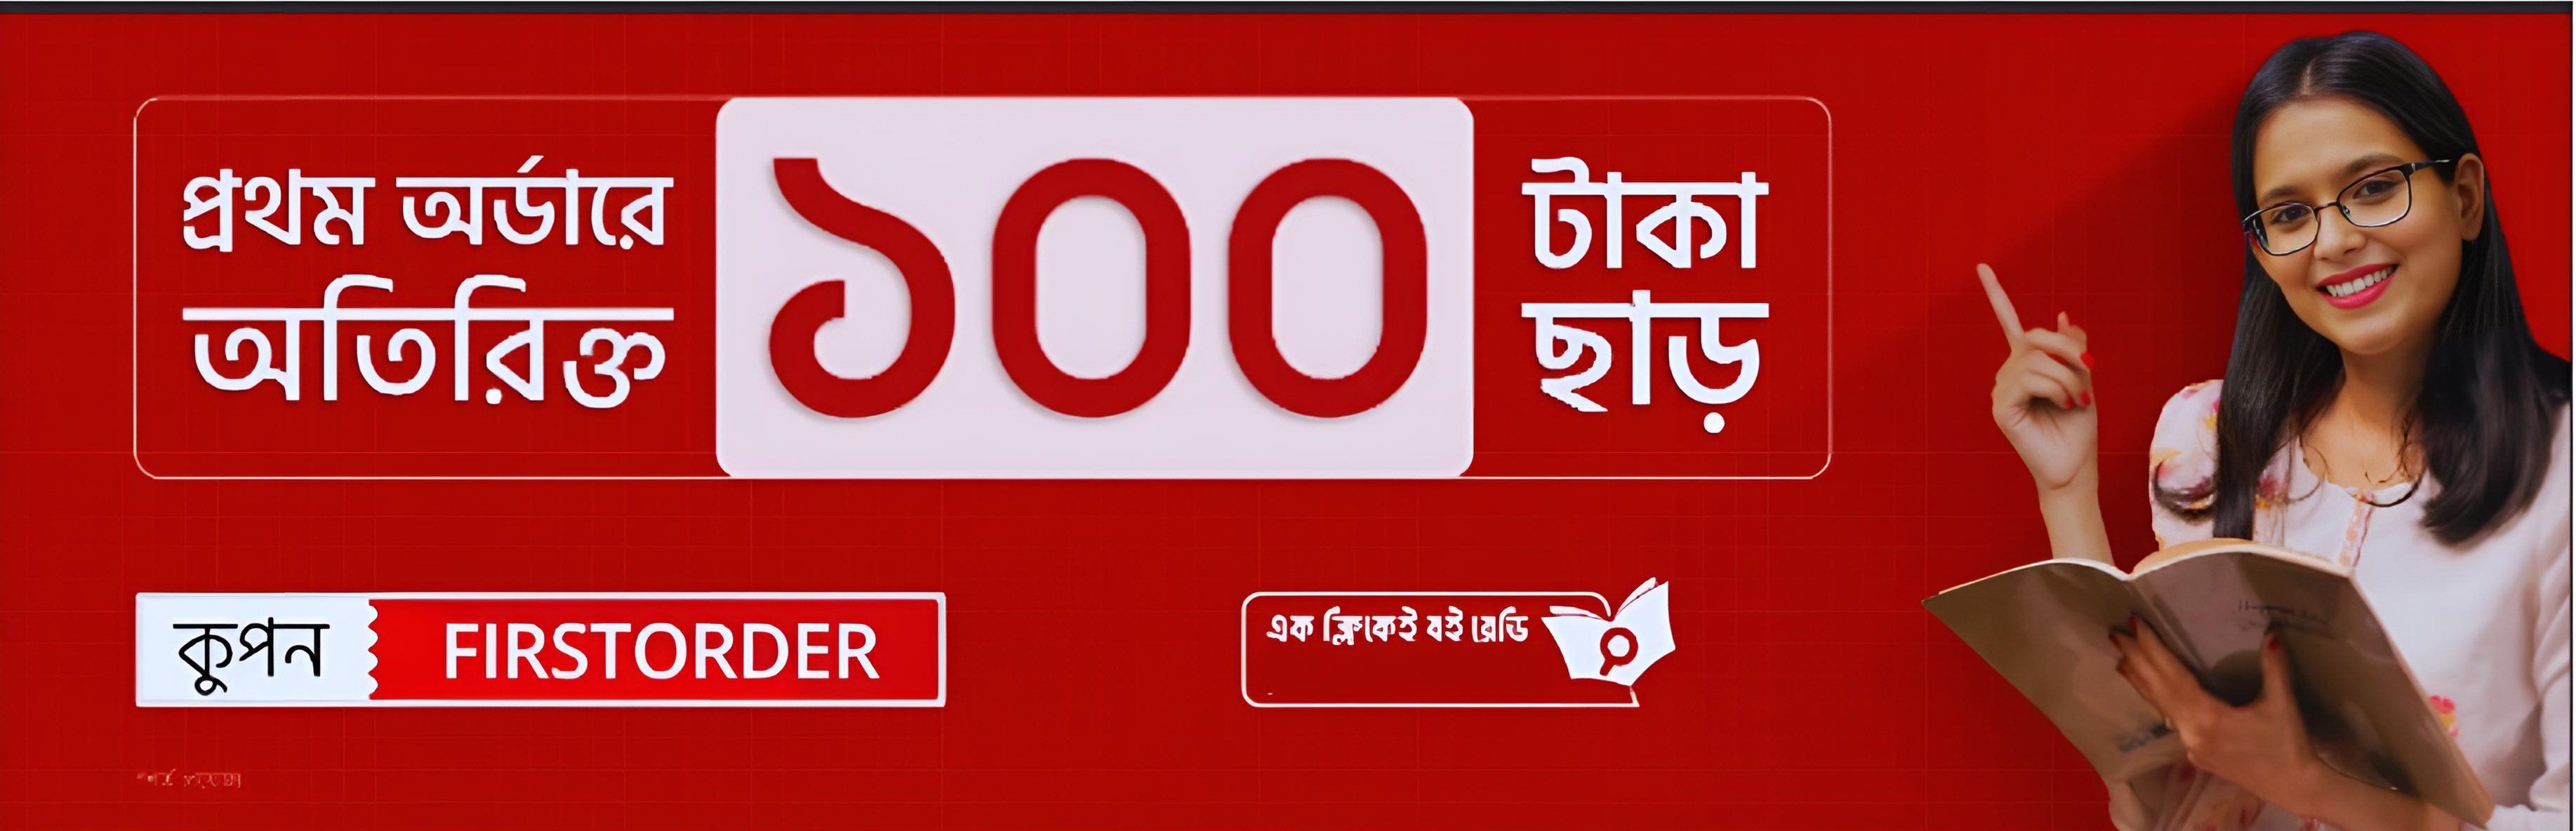 প্রথম অর্ডারে
অতিরিক্ত
১০০
টাকা
ছাড়
কুপন FIRSTORDER
এক ক্লিকেই বই রেডি